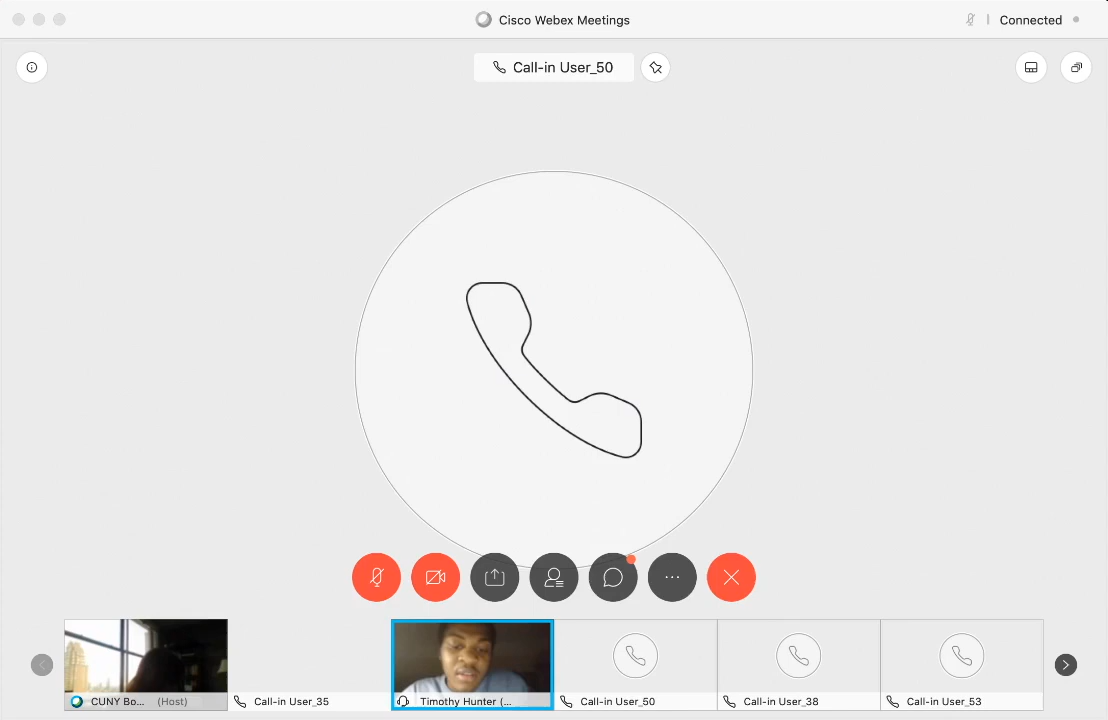 Cisco Webex Meetings
Connected
Call-in User_50
CUNY Bo... (Host)
Call-in User_35
Timothy Hunter (...
Call-in User_50
Call-in User_38
Call-in User_53